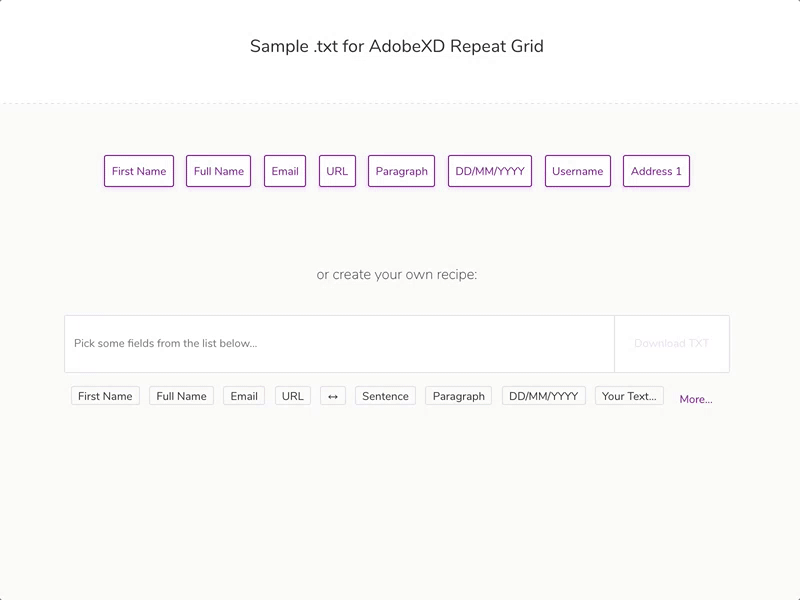 Sample .txt for AdobeXD Repeat Grid
First Name Full Name Email URL Paragraph DD/MM/YYYY Username Address 1
or create your own recipe:
Pick some fields from the list below... Download TXT
First Name Full Name Email URL ↔ Sentence Paragraph DD/MM/YYYY Your Text... More...